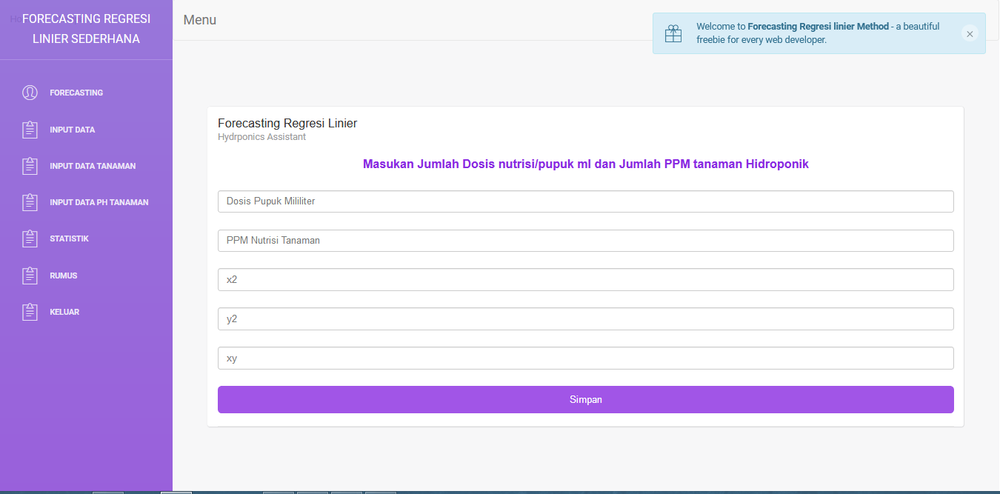 FORECASTING REGRESI
LINIER SEDERHANA
FORECASTING
INPUT DATA
INPUT DATA TANAMAN
INPUT DATA PH TANAMAN
STATISTIK
RUMUS
KELUAR
Menu
Welcome to Forecasting Regresi linier Method - a beautiful
freebie for every web developer.
Forecasting Regresi Linier
Hydrponics Assistant
Masukan Jumlah Dosis nutrisi/pupuk ml dan Jumlah PPM tanaman Hidroponik
Dosis Pupuk Mililiter
PPM Nutrisi Tanaman
x2
y2
xy
Simpan